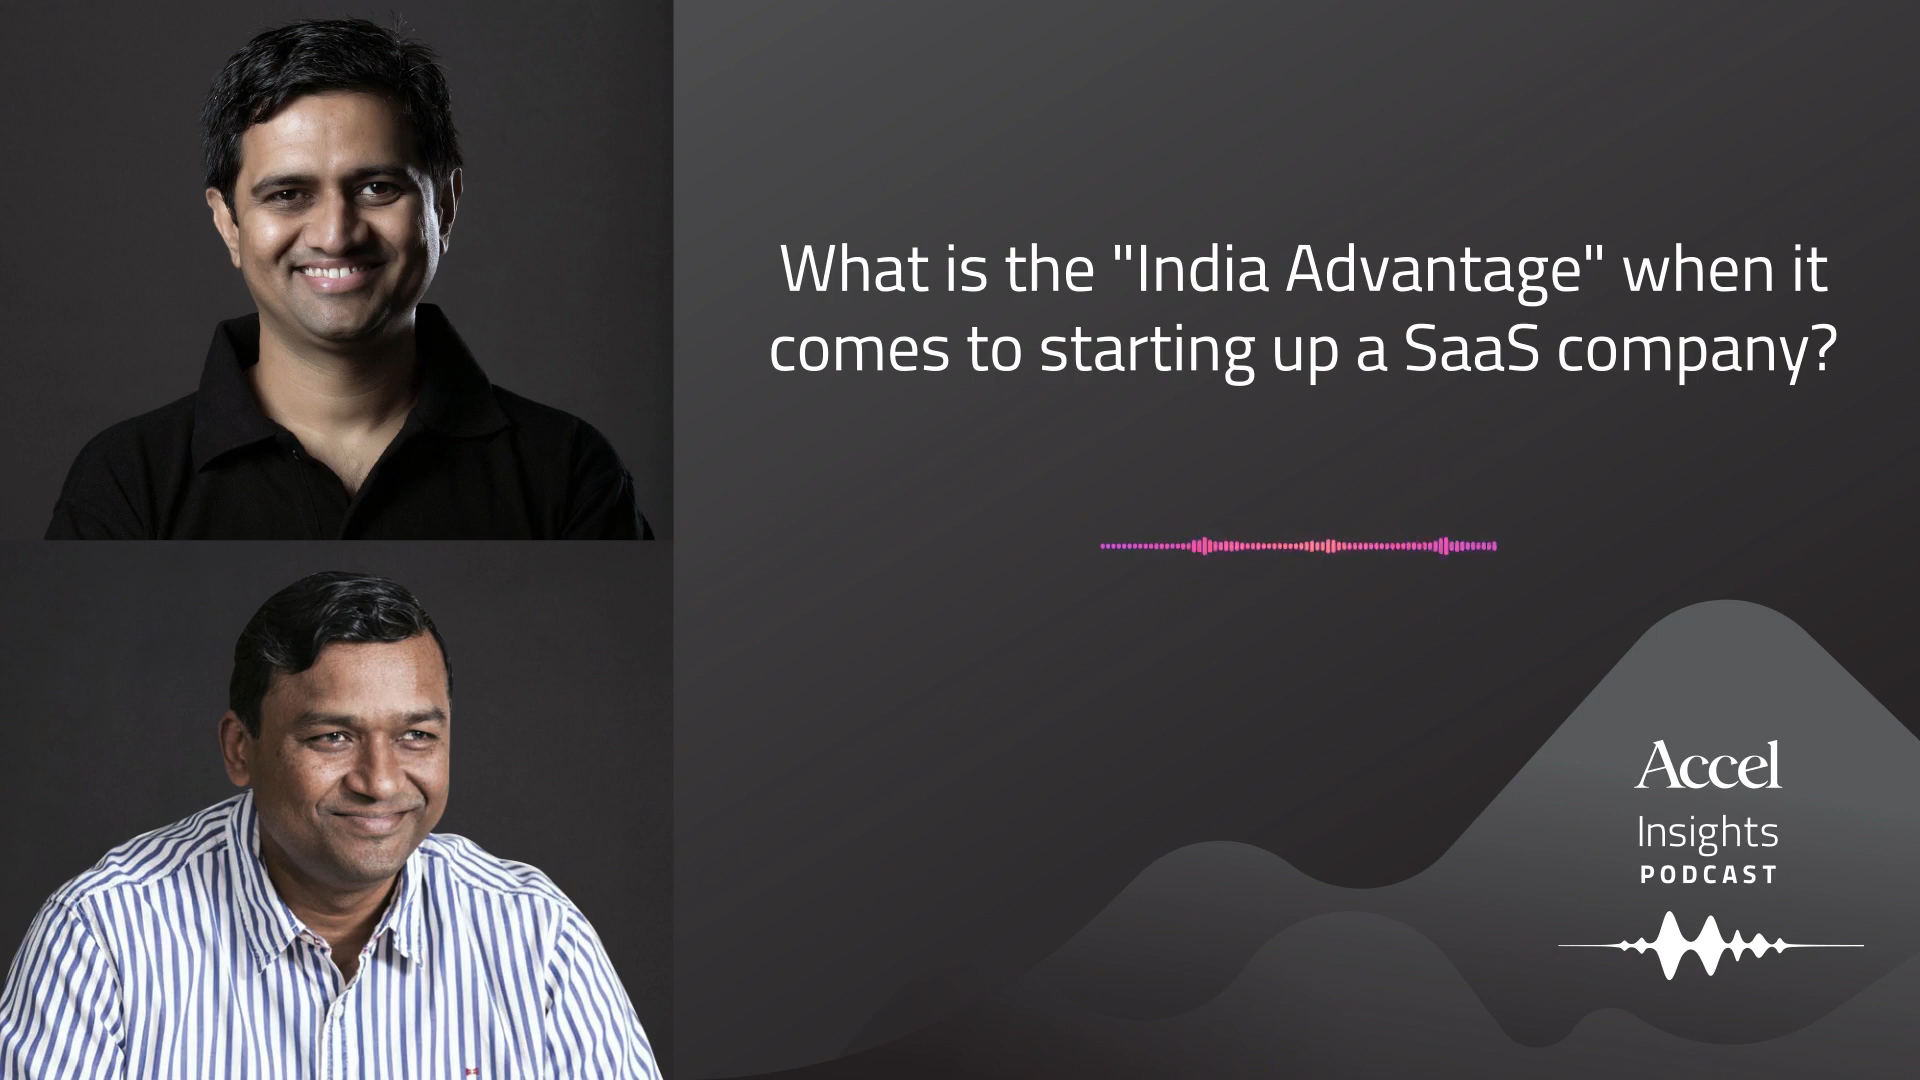 What is the "India Advantage" when it
comes to starting up a SaaS company?
Accel
Insights
PODCAST